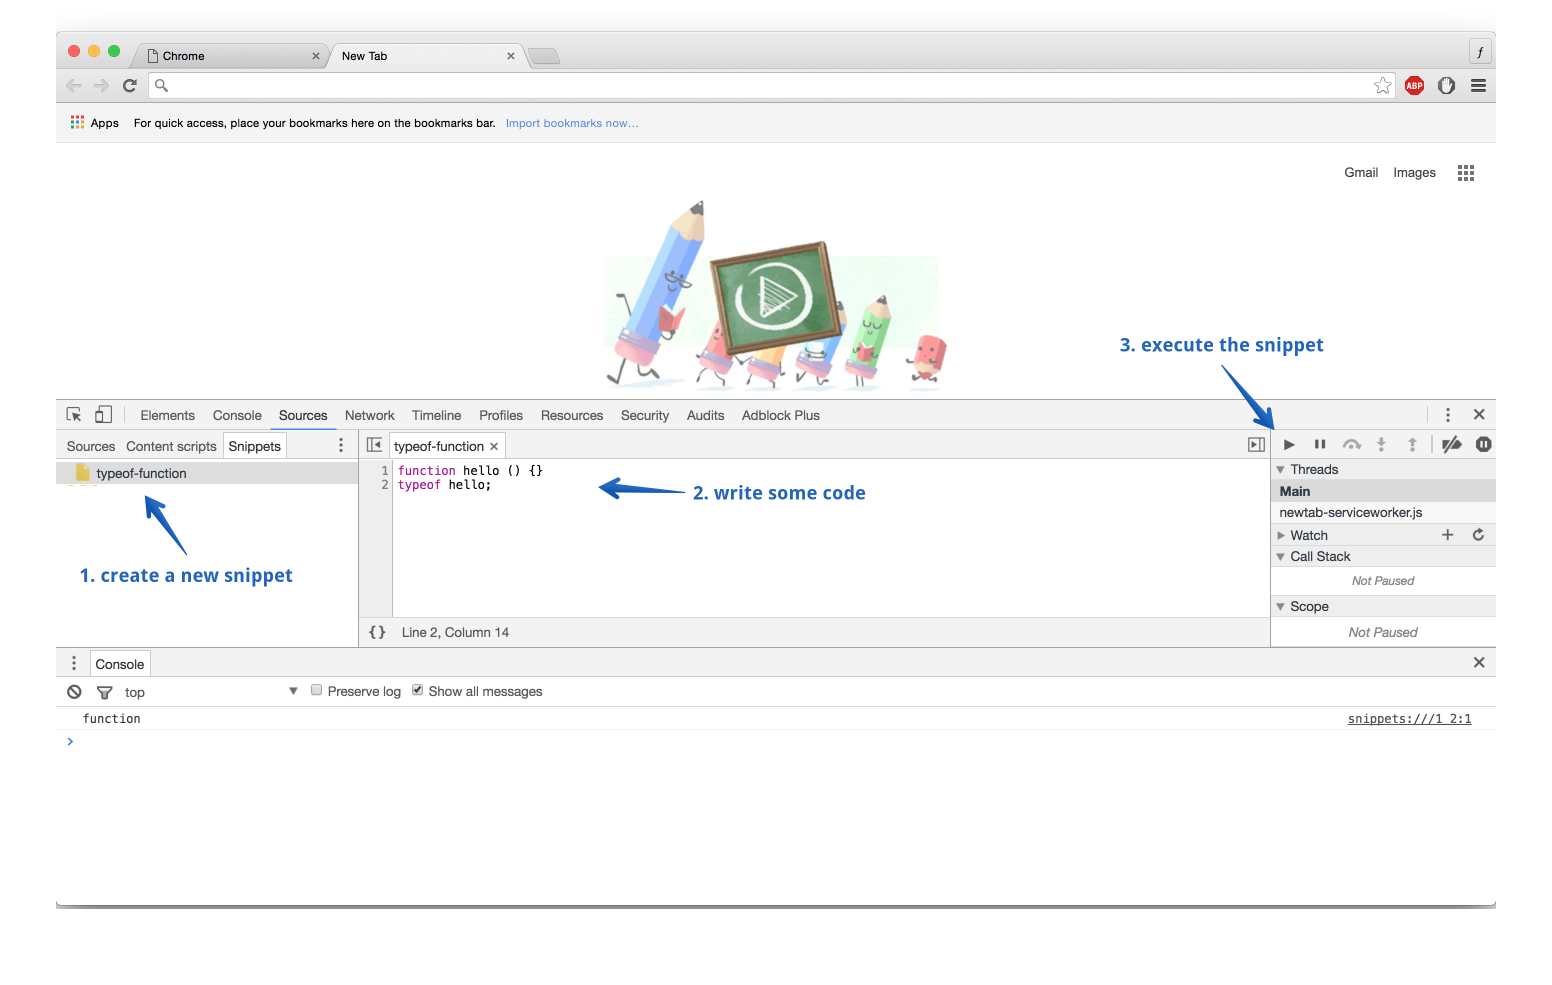 Chrome
New Tab
ABP
Apps For quick access, place your bookmarks here on the bookmarks bar. Import bookmarks now...
Gmail Images
3. execute the snippet
Elements Console Sources Network Timeline Profiles Resources Security Audits Adblock Plus
Sources Content scripts Snippets
typeof-function
typeof-function
1 function hello () {}
2 typeof hello;
2. write some code
1. create a new snippet
{} Line 2, Column 14
Threads
Main
newtab-serviceworker.js
Watch
Call Stack
Not Paused
Scope
Not Paused
Console
top Preserve log Show all messages
function snippets:///1_2:1
>